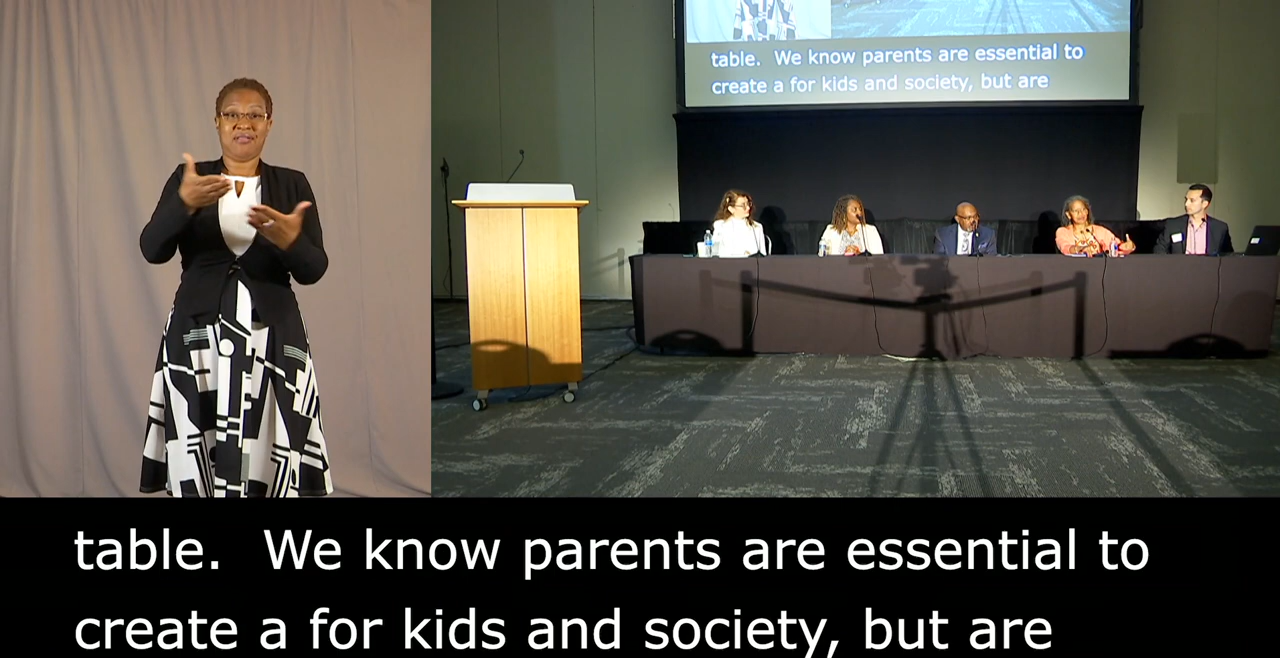 table.  We know parents are essential to
create a for kids and society, but are
table.  We know parents are essential to
create a for kids and society, but are